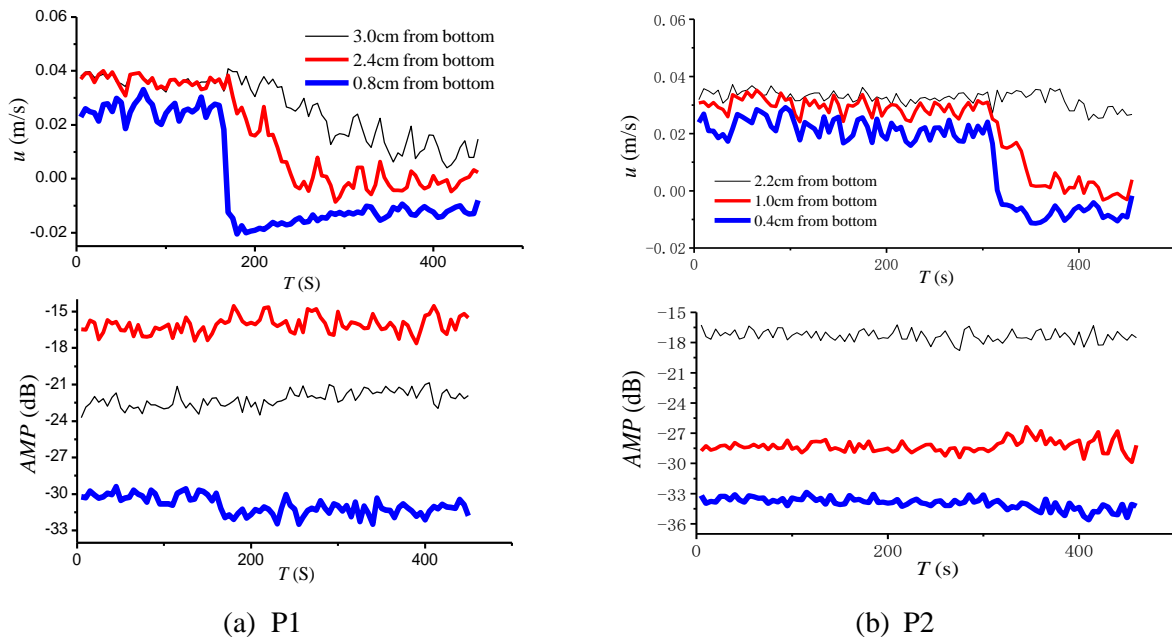 0.06
0.04
0.02
0.00
-0.02
u (m/s)
3.0cm from bottom
2.4cm from bottom
0.8cm from bottom
0
200
400
T (S)
0.06
0.04
0.02
0.00
-0.02
u (m/s)
2.2cm from bottom
1.0cm from bottom
0.4cm from bottom
0
200
400
T (s)
-15
-18
-21
-24
-27
-30
-33
AMP (dB)
0
200
400
T (S)
-15
-18
-21
-24
-27
-30
-33
-36
AMP (dB)
0
200
400
T (s)
(a) P1
(b) P2